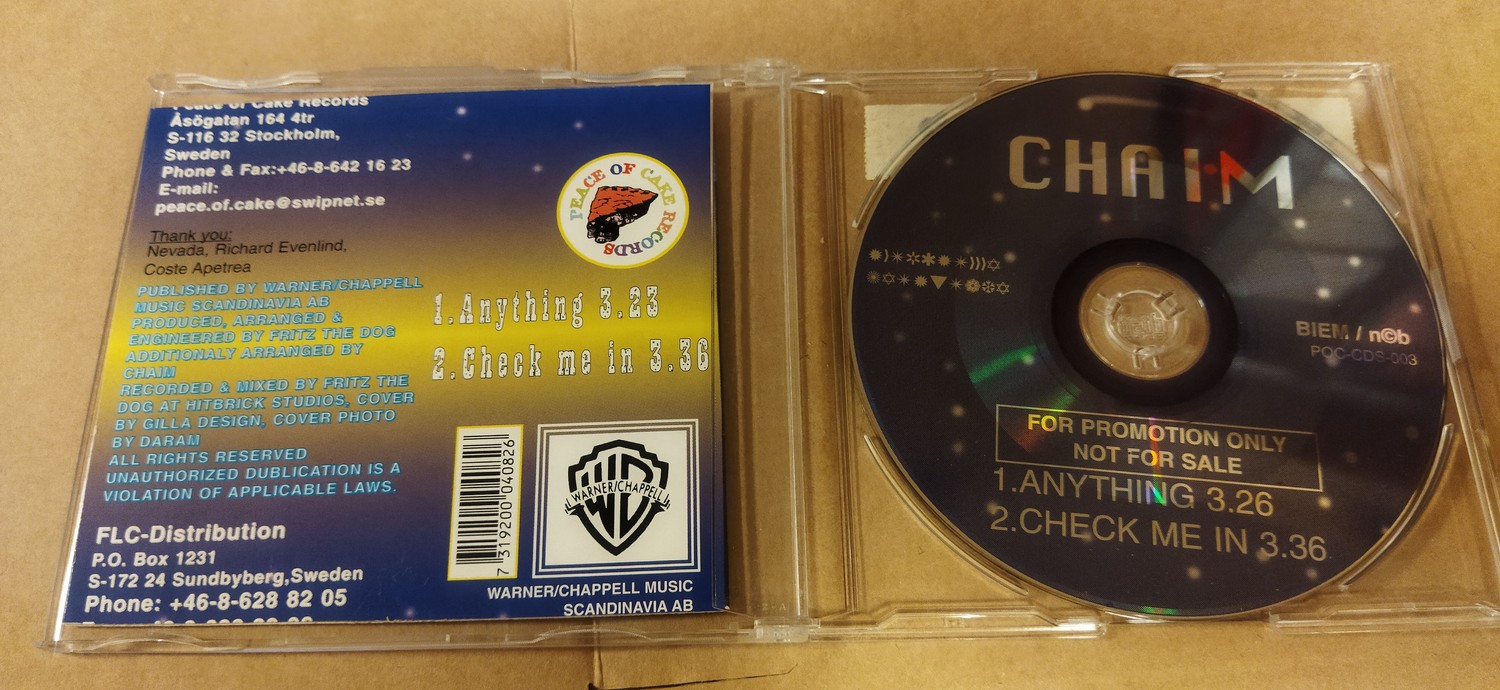 Peace of Cake Records
Åsögatan 164 4tr
S-116 32 Stockholm,
Sweden
Phone & Fax:+46-8-642 16 23
E-mail:
peace.of.cake@swipnet.se
Thank you:
Nevada, Richard Evenlind,
Coste Apetrea
PUBLISHED BY WARNER/CHAPPELL
MUSIC SCANDINAVIA AB
PRODUCED, ARRANGED &
ENGINEERED BY FRITZ THE DOG
ADDITIONALY ARRANGED BY
CHAIM
RECORDED & MIXED BY FRITZ THE
DOG AT HITBRICK STUDIOS, COVER
BY GILLA DESIGN, COVER PHOTO
BY DARAM
ALL RIGHTS RESERVED
UNAUTHORIZED DUBLICATION IS A
VIOLATION OF APPLICABLE LAWS.
FLC-Distribution
P.O. Box 1231
S-172 24 Sundbyberg,Sweden
Phone: +46-8-628 82 05
PEACE OF CAKE RECORDS
1.Anything 3.23
2.Check me in 3.36
7 319200 040826
WARNER/CHAPPELL
WARNER/CHAPPELL MUSIC
SCANDINAVIA AB
CHAIM
BIEM / n©b
POC-CDS-003
FOR PROMOTION ONLY
NOT FOR SALE
1.ANYTHING 3.26
2.CHECK ME IN 3.36